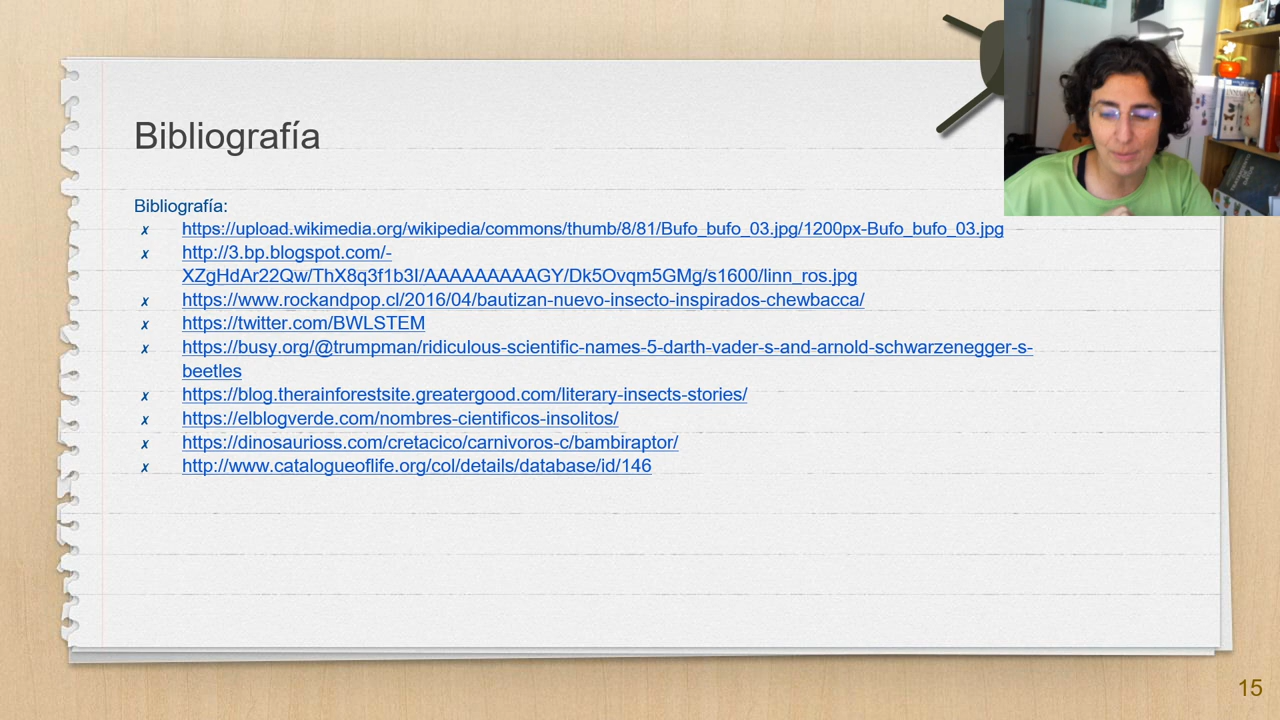 Bibliografía
Bibliografía:
✗ https://upload.wikimedia.org/wikipedia/commons/thumb/8/81/Bufo_bufo_03.jpg/1200px-Bufo_bufo_03.jpg
✗ http://3.bp.blogspot.com/-
XZgHdAr22Qw/ThX8q3f1b3I/AAAAAAAAAGY/Dk5Ovqm5GMg/s1600/linn_ros.jpg
✗ https://www.rockandpop.cl/2016/04/bautizan-nuevo-insecto-inspirados-chewbacca/
✗ https://twitter.com/BWLSTEM
✗ https://busy.org/@trumpman/ridiculous-scientific-names-5-darth-vader-s-and-arnold-schwarzenegger-s-
beetles
✗ https://blog.therainforestsite.greatergood.com/literary-insects-stories/
✗ https://elblogverde.com/nombres-cientificos-insolitos/
✗ https://dinosaurioss.com/cretacico/carnivoros-c/bambiraptor/
✗ http://www.catalogueoflife.org/col/details/database/id/146
15